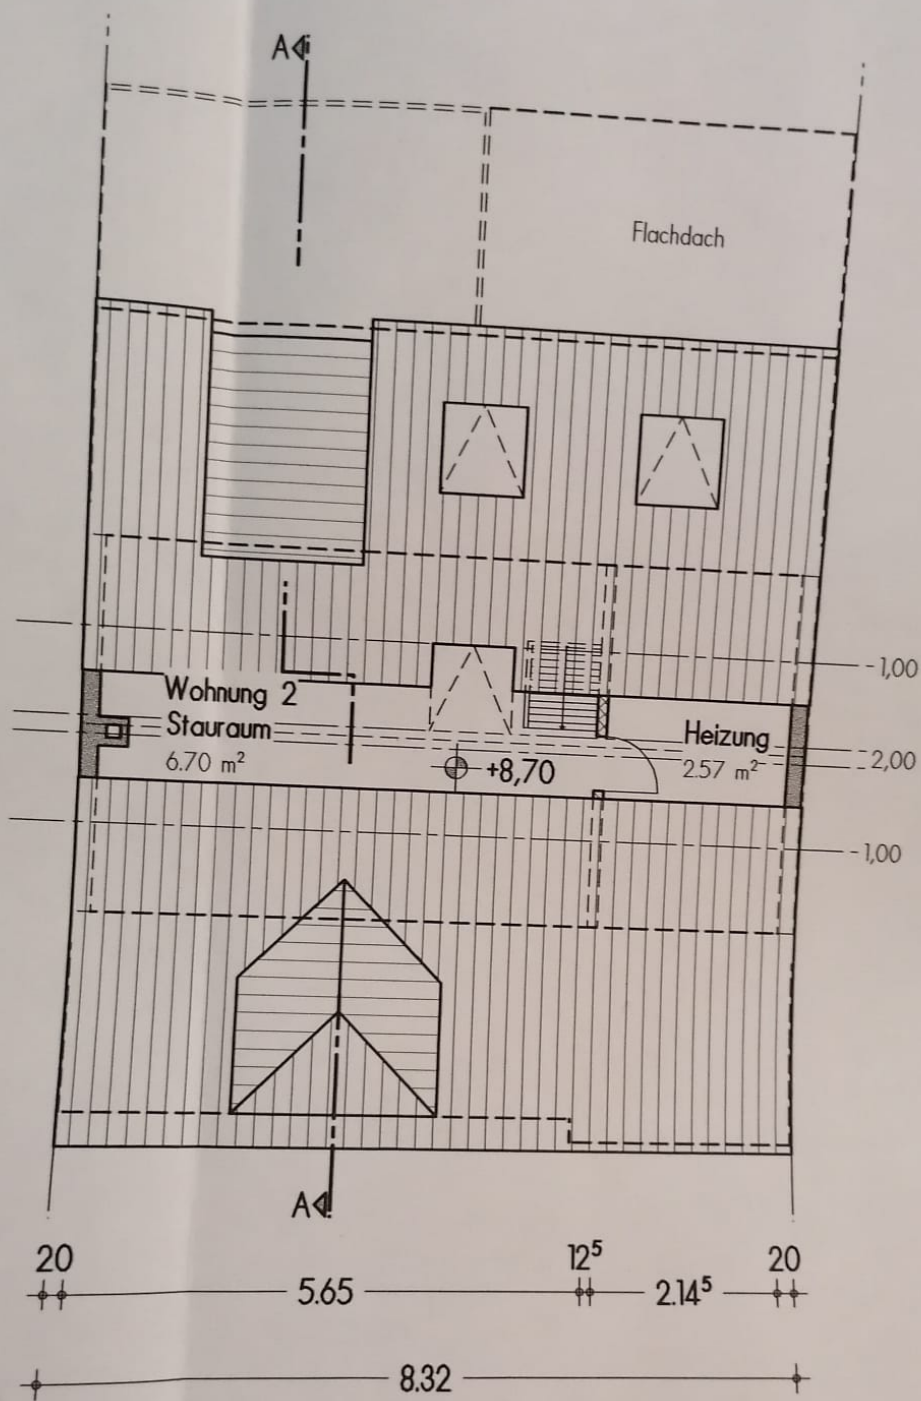 A
Flachdach
1,00
Wohnung 2
Stauraum
6.70 m²
Heizung
2.57 m²
+8,70
2,00
1,00
A
20
5.65
12⁵
2.14⁵
20
8.32